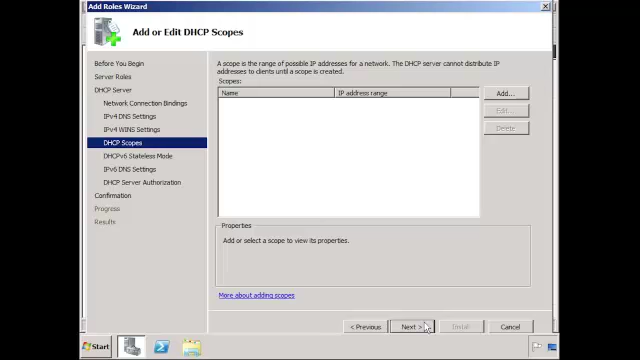 Add Roles Wizard
Add or Edit DHCP Scopes
Before You Begin
Server Roles
DHCP Server
Network Connection Bindings
IPv4 DNS Settings
IPv4 WINS Settings
DHCP Scopes
DHCPv6 Stateless Mode
IPv6 DNS Settings
DHCP Server Authorization
Confirmation
Progress
Results
A scope is the range of possible IP addresses for a network. The DHCP server cannot distribute IP
addresses to clients until a scope is created.
Scopes:
Name IP address range
Add...
Edit...
Delete
Properties
Add or select a scope to view its properties.
More about adding scopes
< Previous Next > Install Cancel
Start